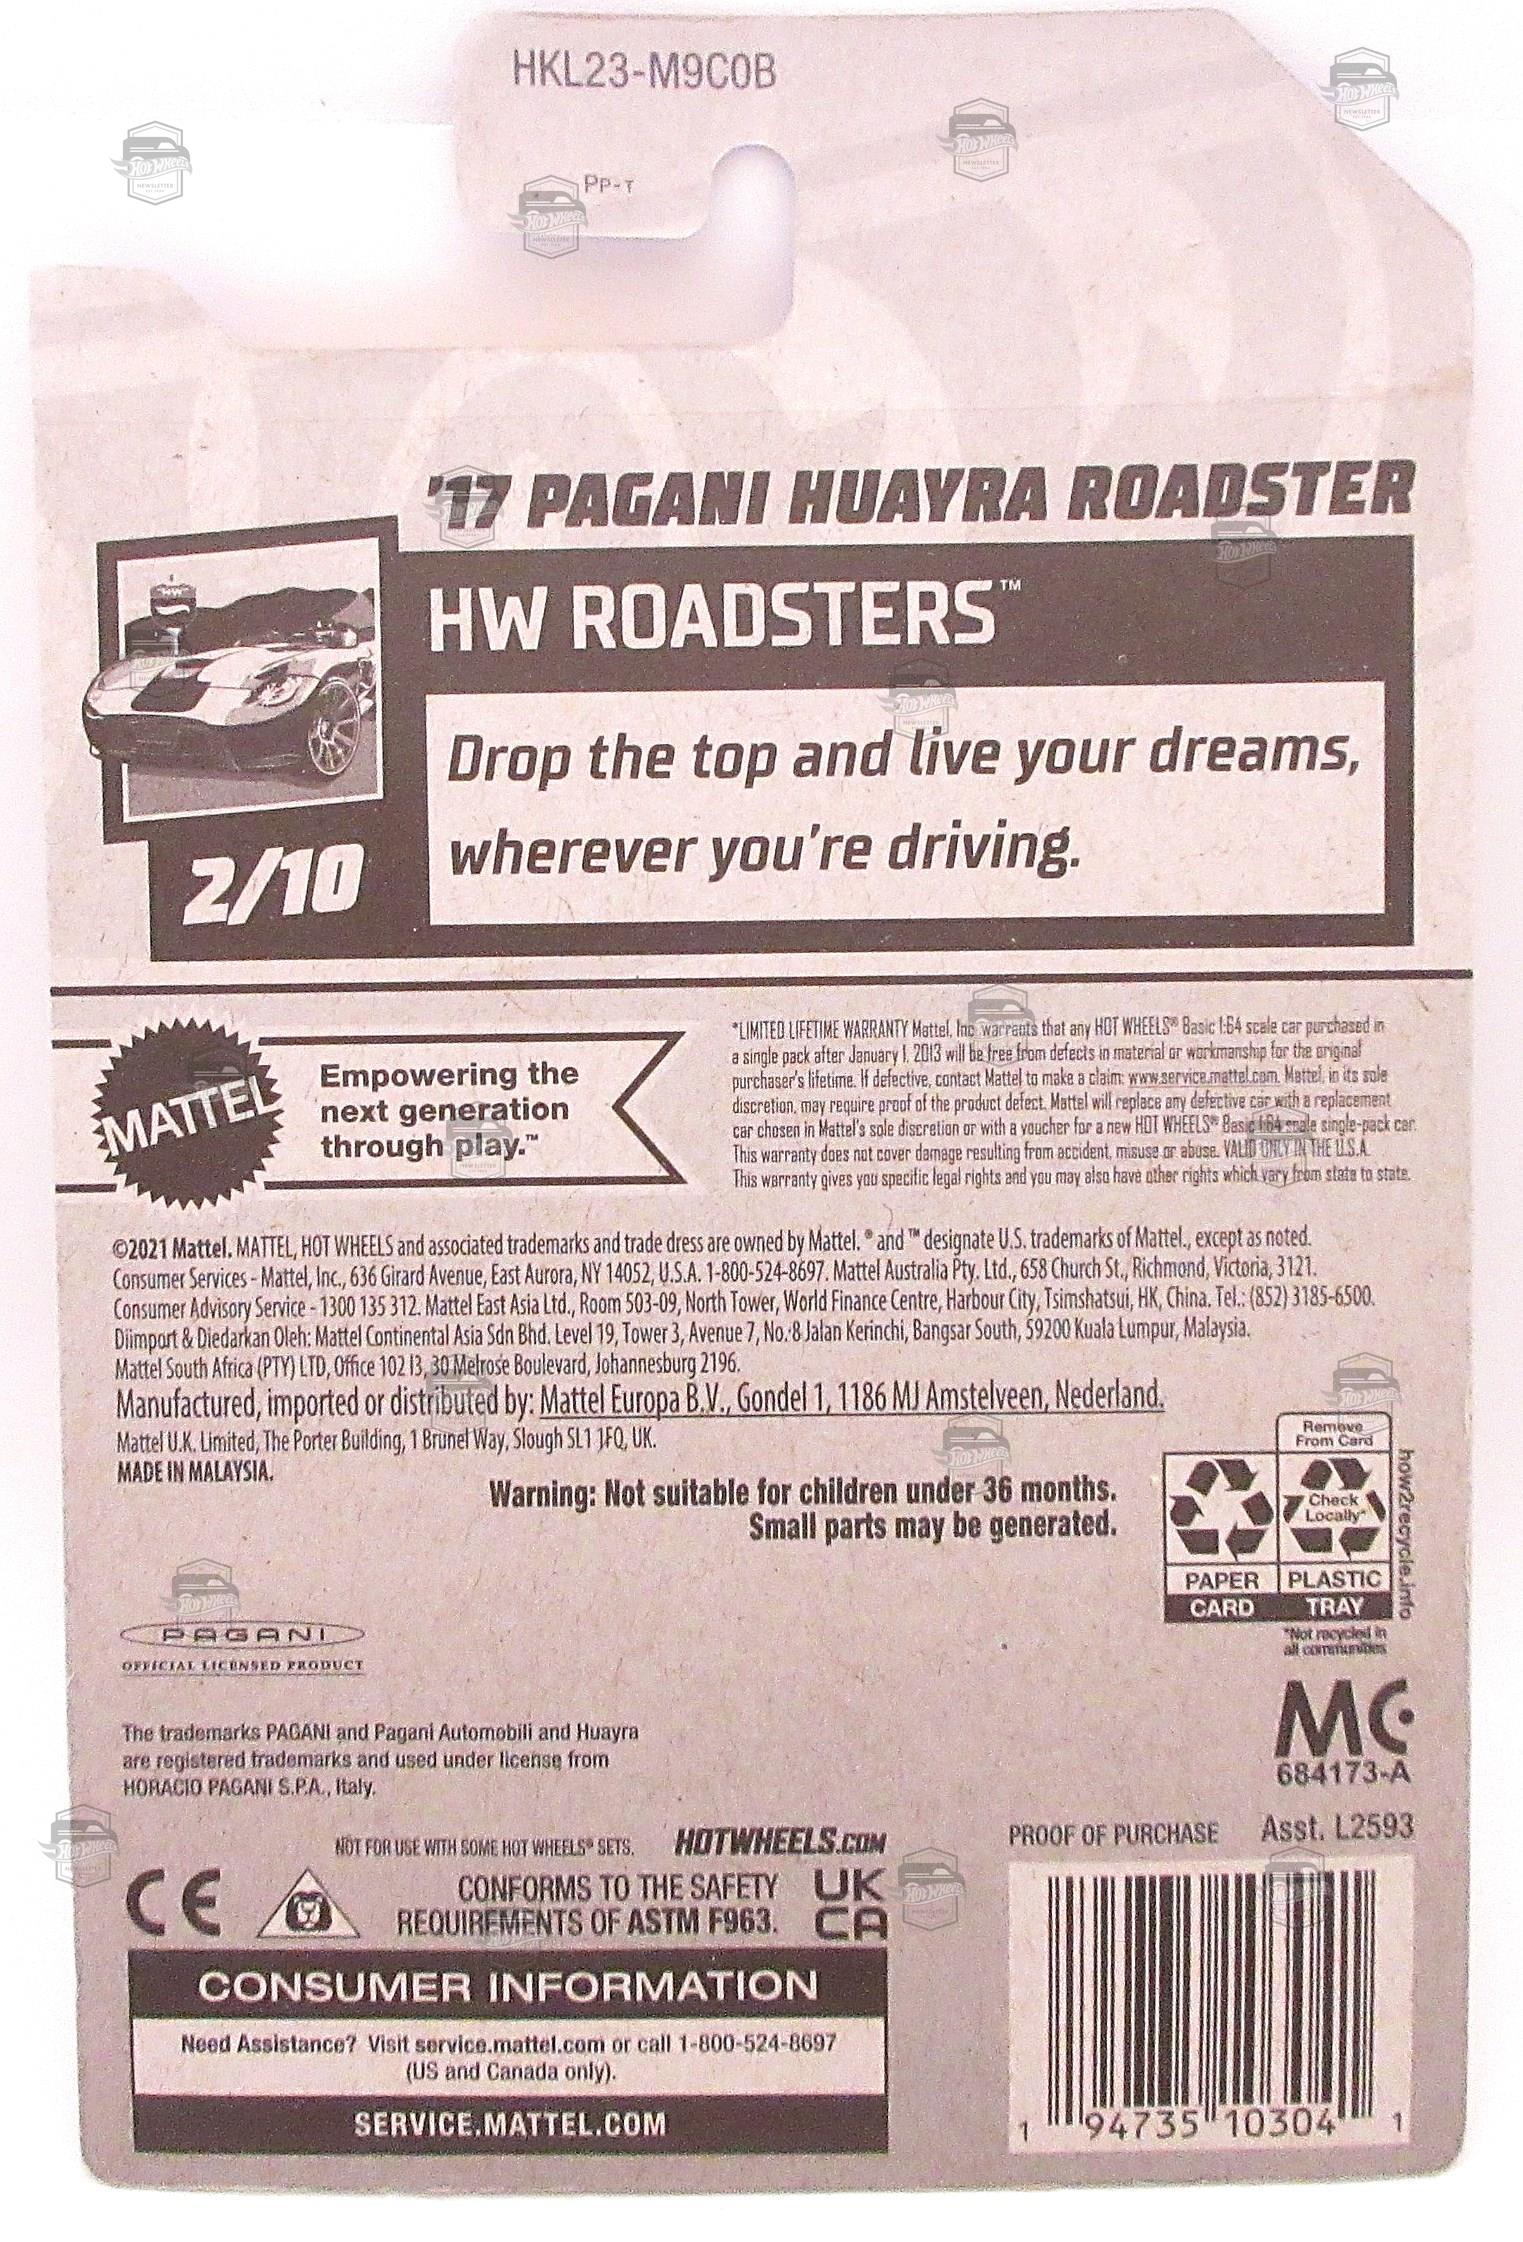 HKL23-M9C0B
PP-T
'17 PAGANI HUAYRA ROADSTER
HW ROADSTERS™
Drop the top and live your dreams,
wherever you're driving.
2/10
MATTEL
Empowering the
next generation
through play.™
*LIMITED LIFETIME WARRANTY Mattel, Inc warrants that any HOT WHEELS® Basic 1:64 scale car purchased in
a single pack after January 1, 2013 will be free from defects in material or workmanship for the original
purchaser's lifetime. If defective, contact Mattel to make a claim: www.service.mattel.com. Mattel, in its sole
discretion, may require proof of the product defect. Mattel will replace any defective car with a replacement
car chosen in Mattel's sole discretion or with a voucher for a new HOT WHEELS® Basic 1:64 scale single-pack car.
This warranty does not cover damage resulting from accident, misuse or abuse. VALID ONLY IN THE U.S.A.
This warranty gives you specific legal rights and you may also have other rights which vary from state to state.
©2021 Mattel. MATTEL, HOT WHEELS and associated trademarks and trade dress are owned by Mattel. ® and ™ designate U.S. trademarks of Mattel., except as noted.
Consumer Services - Mattel, Inc., 636 Girard Avenue, East Aurora, NY 14052, U.S.A. 1-800-524-8697. Mattel Australia Pty. Ltd., 658 Church St., Richmond, Victoria, 3121.
Consumer Advisory Service - 1300 135 312. Mattel East Asia Ltd., Room 503-09, North Tower, World Finance Centre, Harbour City, Tsimshatsui, HK, China. Tel.: (852) 3185-6500.
Diimport & Diedarkan Oleh: Mattel Continental Asia Sdn Bhd. Level 19, Tower 3, Avenue 7, No. 8 Jalan Kerinchi, Bangsar South, 59200 Kuala Lumpur, Malaysia.
Mattel South Africa (PTY) LTD, Office 102 I3, 30 Melrose Boulevard, Johannesburg 2196.
Manufactured, imported or distributed by: Mattel Europa B.V., Gondel 1, 1186 MJ Amstelveen, Nederland.
Mattel U.K. Limited, The Porter Building, 1 Brunel Way, Slough SL1 1FQ, UK.
MADE IN MALAYSIA.
Warning: Not suitable for children under 36 months.
Small parts may be generated.
Remove
From Card
Check
Locally*
PAPER PLASTIC
CARD TRAY
how2recycle.info
*Not recycled in
all communities
PAGANI
OFFICIAL LICENSED PRODUCT
The trademarks PAGANI and Pagani Automobili and Huayra
are registered trademarks and used under license from
HORACIO PAGANI S.P.A., Italy.
MC
684173-A
NOT FOR USE WITH SOME HOT WHEELS® SETS. HOTWHEELS.COM
PROOF OF PURCHASE Asst. L2593
CE
CONFORMS TO THE SAFETY
REQUIREMENTS OF ASTM F963.
UK
CA
CONSUMER INFORMATION
Need Assistance? Visit service.mattel.com or call 1-800-524-8697
(US and Canada only).
SERVICE.MATTEL.COM
1 94735 10304 1